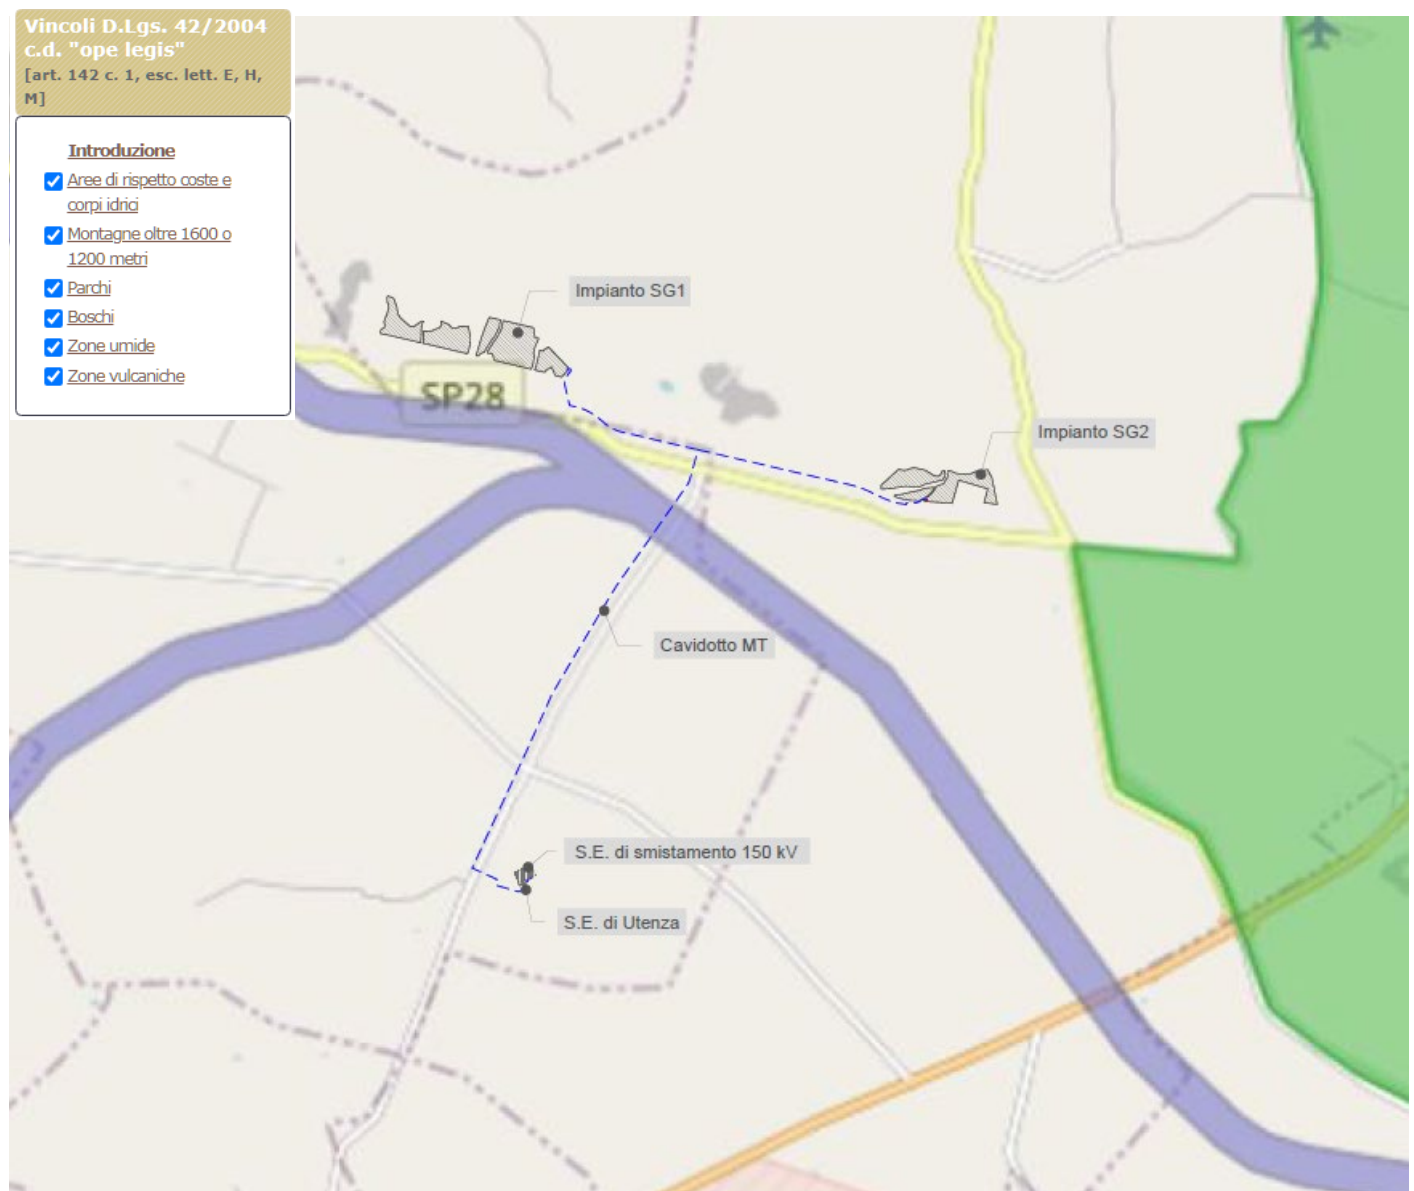 Vincoli D.Lgs. 42/2004
c.d. "ope legis"
[art. 142 c. 1, esc. lett. E, H,
M]
Introduzione
Aree di rispetto coste e
corpi idrici
Montagne oltre 1600 o
1200 metri
Parchi
Boschi
Zone umide
Zone vulcaniche
Impianto SG1
SP28
Impianto SG2
Cavidotto MT
S.E. di smistamento 150 kV
S.E. di Utenza